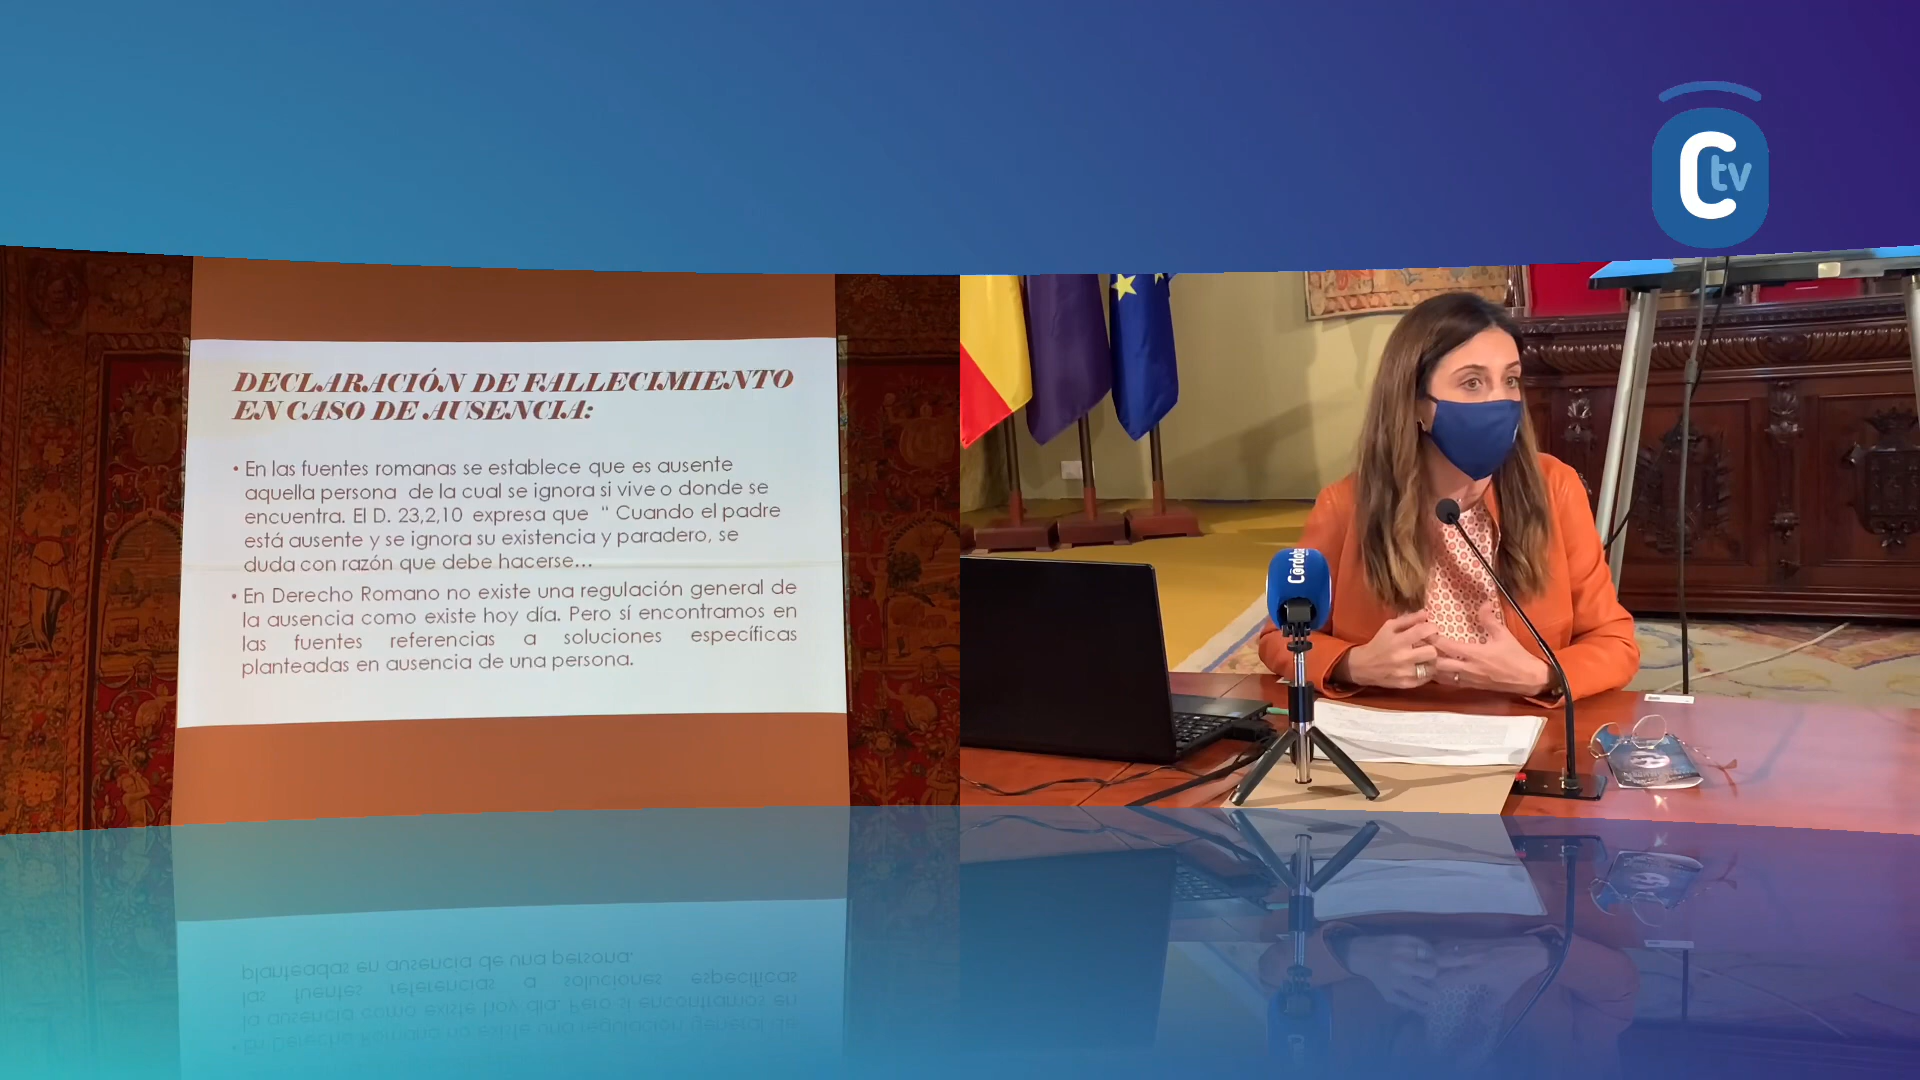 C tv
DECLARACIÓN DE FALLECIMIENTO
EN CASO DE AUSENCIA:
• En las fuentes romanas se establece que es ausente
aquella persona de la cual se ignora si vive o donde se
encuentra. El D. 23,2,10 expresa que “ Cuando el padre
está ausente y se ignora su existencia y paradero, se
duda con razón que debe hacerse...
• En Derecho Romano no existe una regulación general de
la ausencia como existe hoy día. Pero sí encontramos en
las fuentes referencias a soluciones específicas
planteadas en ausencia de una persona.
Córdoba